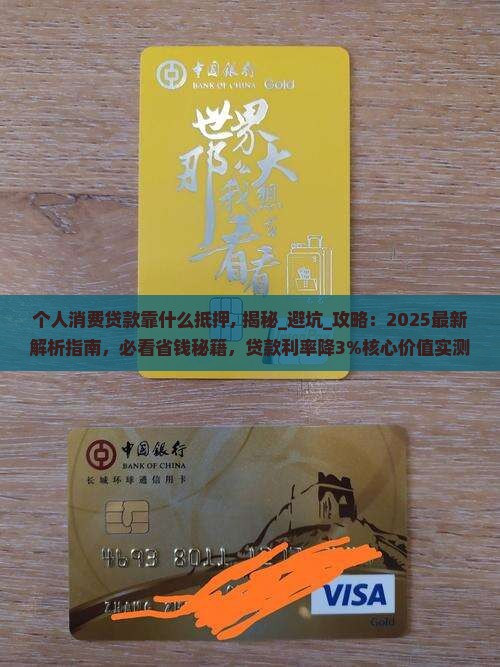 中国银行
BANK OF CHINA Gold
世界
那么大
我想去
看看
个人消费贷款靠什么抵押, 揭秘_避坑_攻略：2025最新
解析指南，必看省钱秘籍，贷款利率降3%核心价值实测
中国银行
BANK OF CHINA
长城环球通信用卡
4693 8011
ZHANG
VISA
Gold